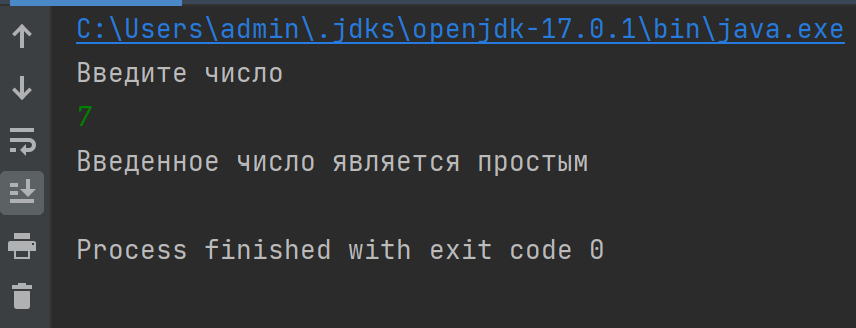 C:\Users\admin\.jdks\openjdk-17.0.1\bin\java.exe
Введите число
7
Введенное число является простым
Process finished with exit code 0